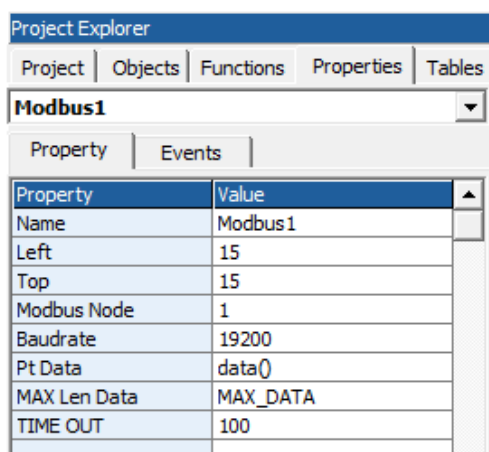 Project Explorer
Project Objects Functions Properties Tables
Modbus1
Property Events
Property Value
Name Modbus1
Left 15
Top 15
Modbus Node 1
Baudrate 19200
Pt Data data()
MAX Len Data MAX_DATA
TIME OUT 100